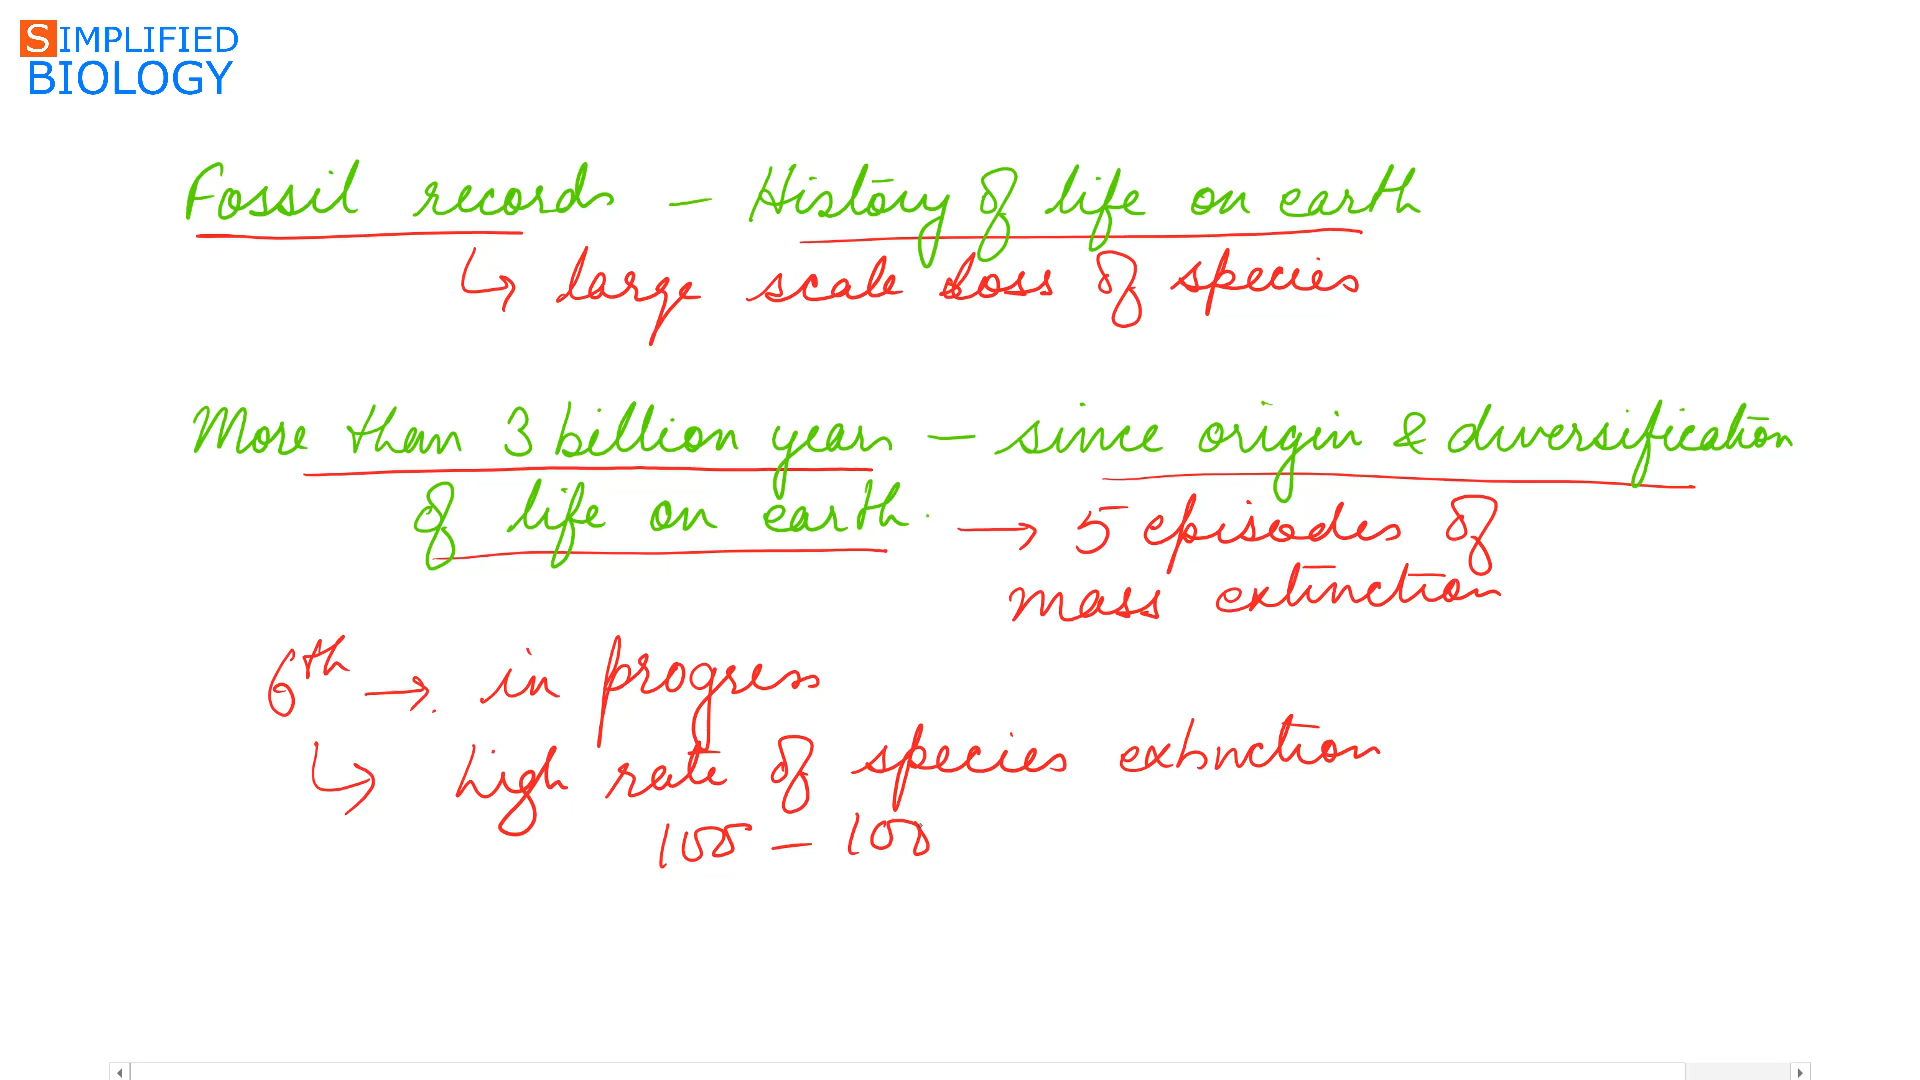 SIMPLIFIED
BIOLOGY
Fossil records - History of life on earth
↳ large scale loss of species
More than 3 billion years - since origin & diversification
of life on earth. → 5 episodes of
mass extinction
6th → in progress
↳ high rate of species extinction
100 - 100